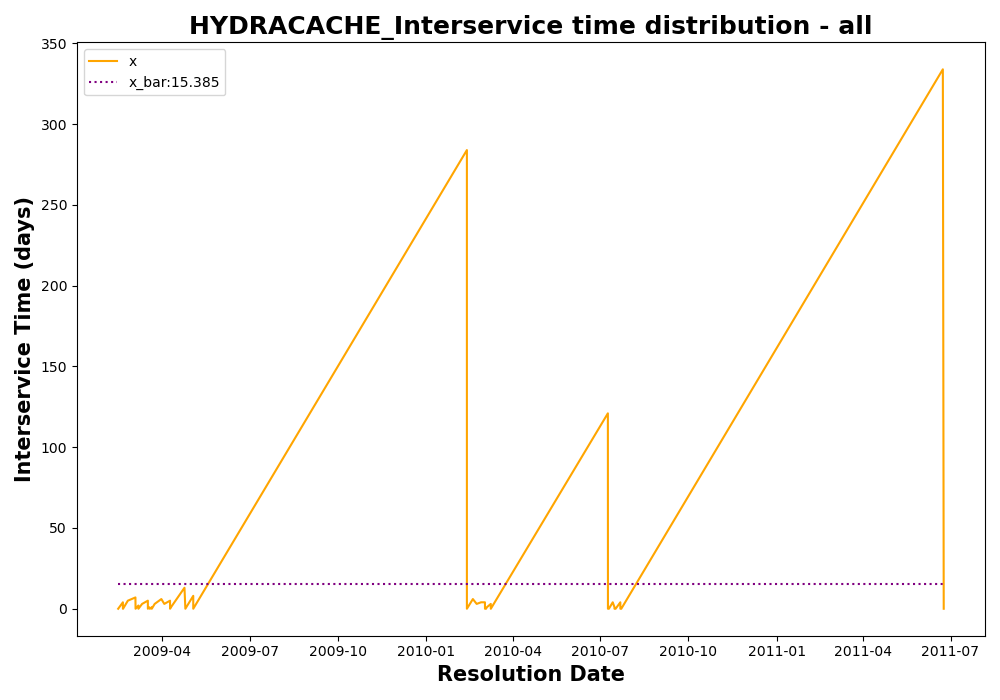 HYDRACACHE_Interservice time distribution - all
x
x_bar:15.385
Interservice Time (days)
350
300
250
200
150
100
50
0
2009-04 2009-07 2009-10 2010-01 2010-04 2010-07 2010-10 2011-01 2011-04 2011-07
Resolution Date